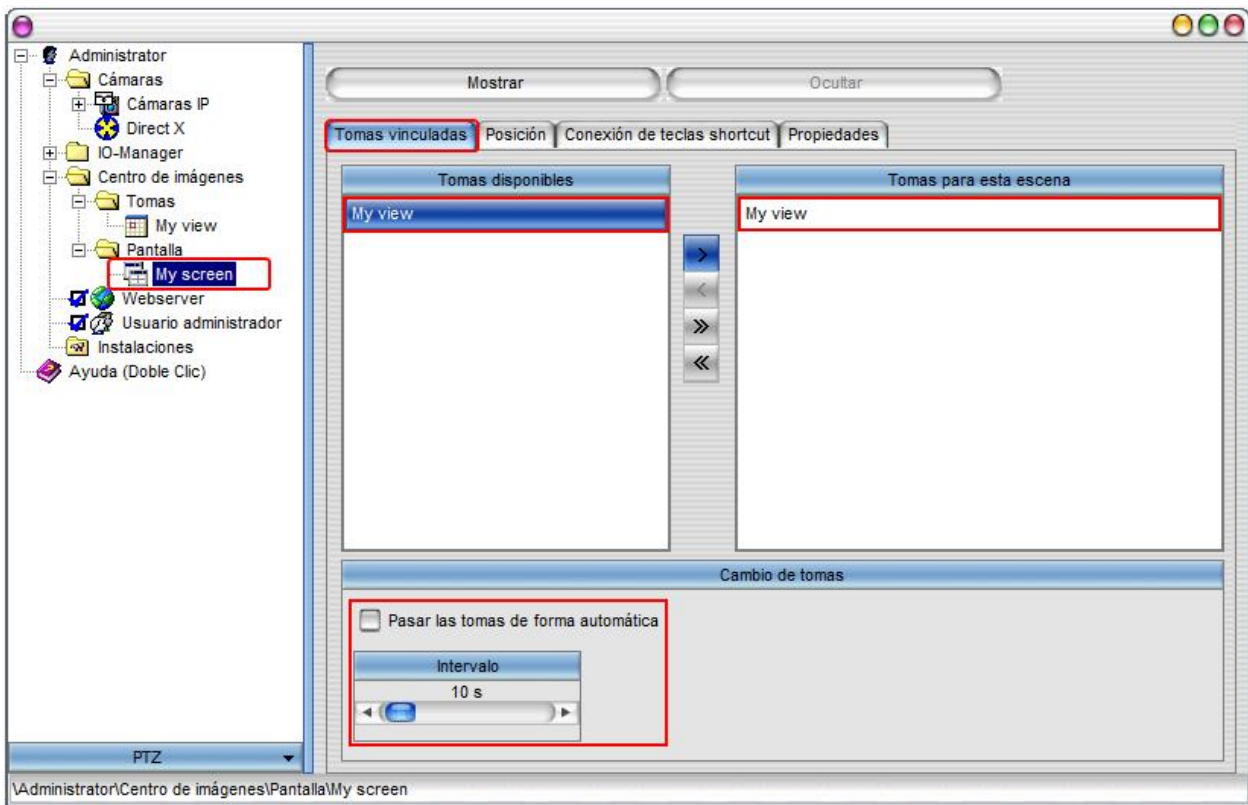 Administrator
Cámaras
Cámaras IP
Direct X
IO-Manager
Centro de imágenes
Tomas
My view
Pantalla
My screen
Webserver
Usuario administrador
Instalaciones
Ayuda (Doble Clic)
PTZ
Mostrar
Ocultar
Tomas vinculadas
Posición
Conexión de teclas shortcut
Propiedades
Tomas disponibles
My view
>
<
»
«
Tomas para esta escena
My view
Cambio de tomas
Pasar las tomas de forma automática
Intervalo
10 s
\Administrator\Centro de imágenes\Pantalla\My screen